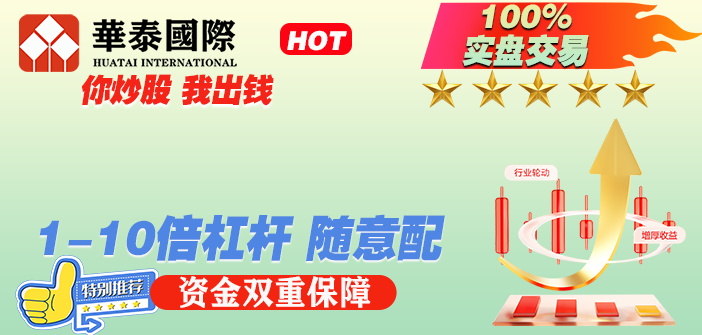 華泰國際
HUATAI INTERNATIONAL
HOT
100%
实盘交易
你炒股 我出钱
行业轮动
增厚收益
1-10倍杠杆 随意配
特别推荐
资金双重保障